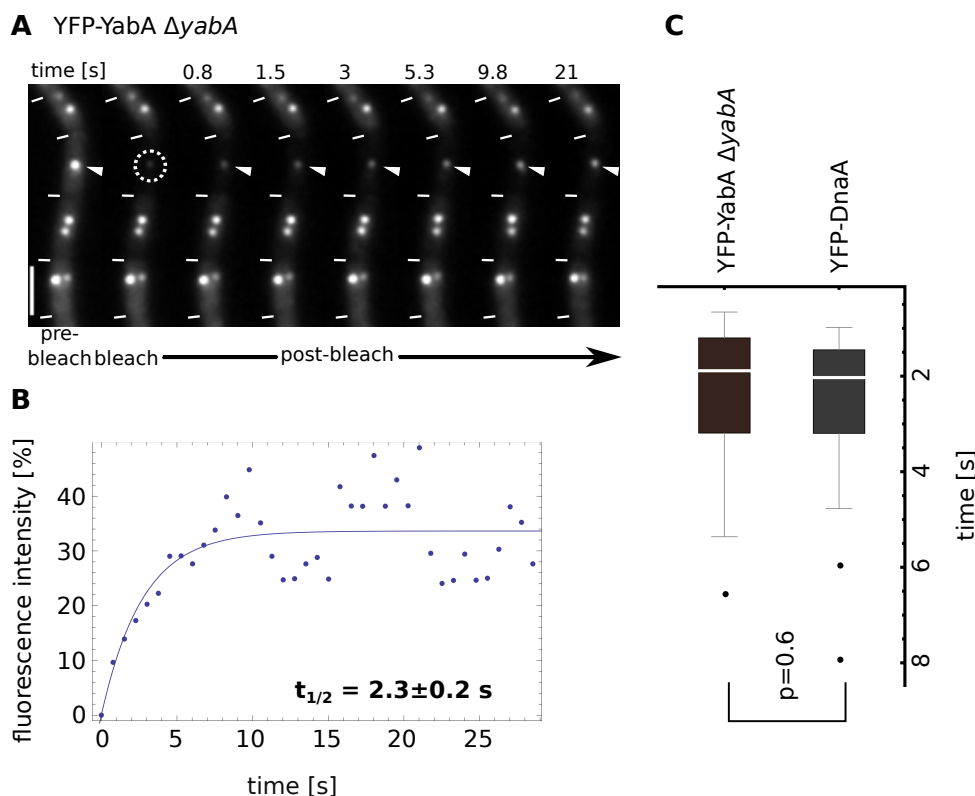 A YFP-YabA ΔyabA
time [s] 0.8 1.5 3 5.3 9.8 21
pre-
bleach bleach post-bleach
B
fluorescence intensity [%]
40
30
20
10
0
0 5 10 15 20 25
t1/2 = 2.3±0.2 s
time [s]
C
YFP-YabA ΔyabA
YFP-DnaA
2
4
6
8
time [s]
p=0.6